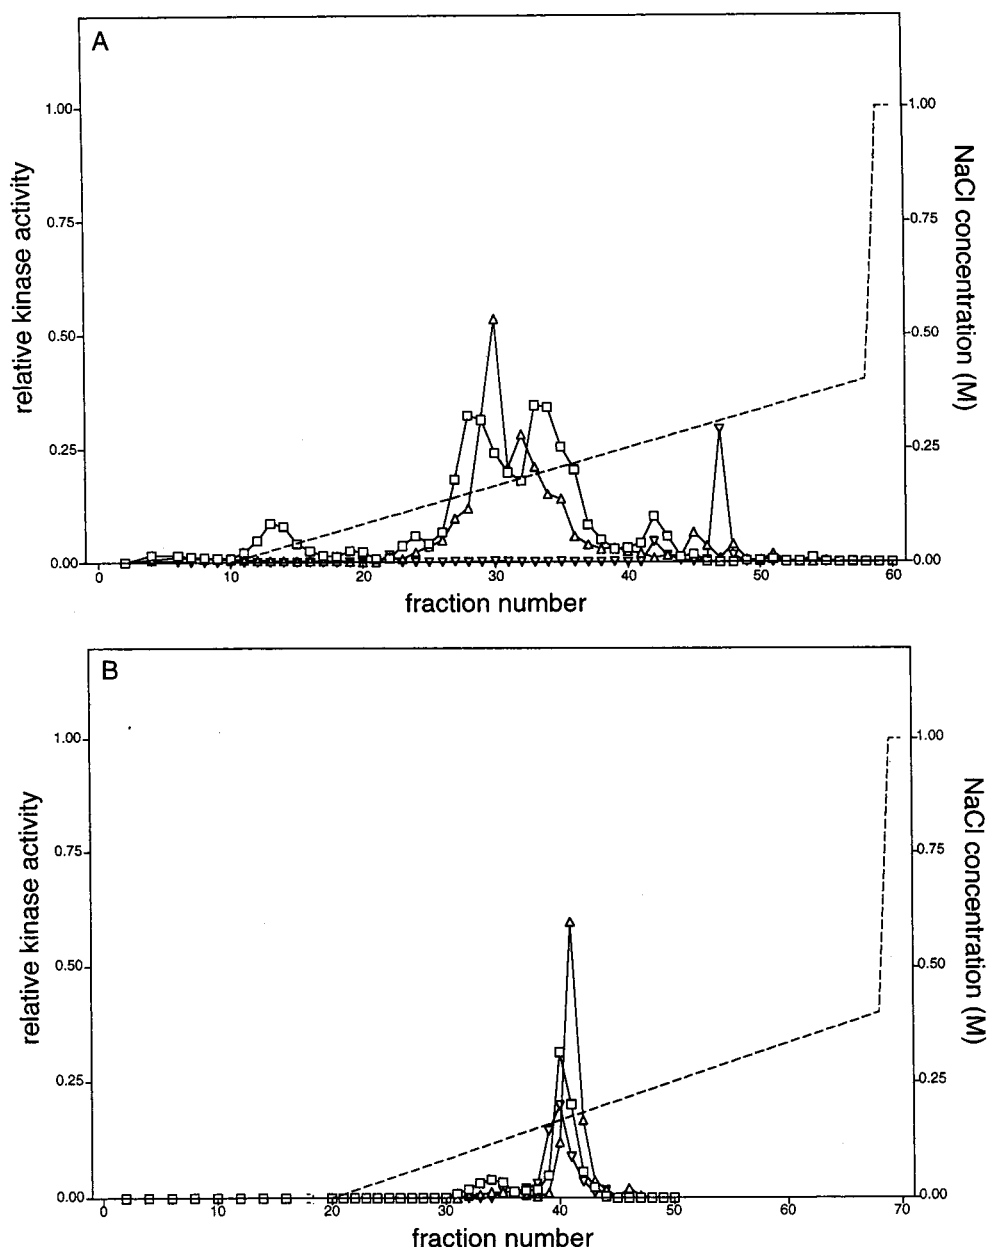 A
1.00
0.75
0.50
0.25
0.00
relative kinase activity
1.00
0.75
0.50
0.25
0.00
NaCl concentration (M)
0 10 20 30 40 50 60
fraction number
B
1.00
0.75
0.50
0.25
0.00
relative kinase activity
1.00
0.75
0.50
0.25
0.00
NaCl concentration (M)
0 10 20 30 40 50 60 70
fraction number